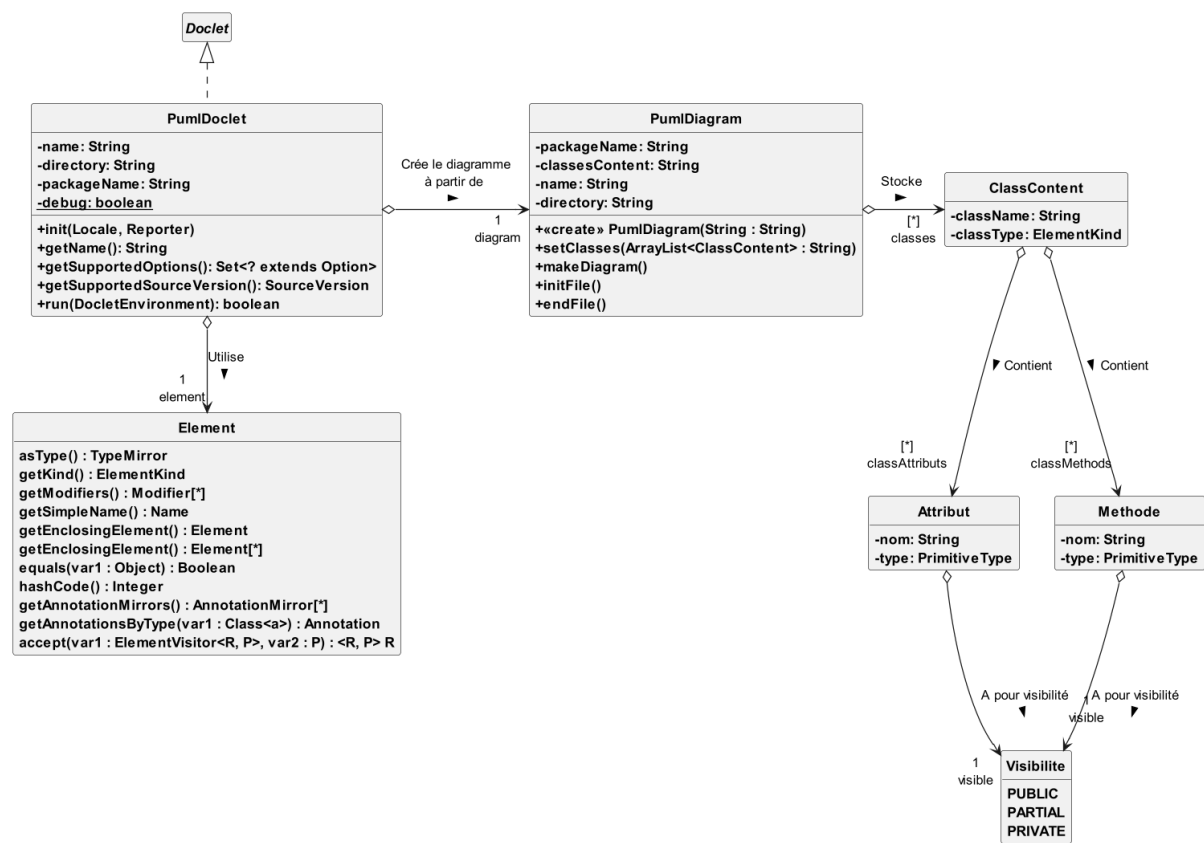 Doclet
PumlDoclet
-name: String
-directory: String
-packageName: String
-debug: boolean
+init(Locale, Reporter)
+getName(): String
+getSupportedOptions(): Set<? extends Option>
+getSupportedSourceVersion(): SourceVersion
+run(DocletEnvironment): boolean
Crée le diagramme
à partir de
1
diagram
PumlDiagram
-packageName: String
-classesContent: String
-name: String
-directory: String
+«create» PumlDiagram(String : String)
+setClasses(ArrayList<ClassContent> : String)
+makeDiagram()
+initFile()
+endFile()
Stocke
[*]
classes
ClassContent
-className: String
-classType: ElementKind
Utilise
1
element
Element
asType() : TypeMirror
getKind() : ElementKind
getModifiers() : Modifier[*]
getSimpleName() : Name
getEnclosingElement() : Element
getEnclosingElement() : Element[*]
equals(var1 : Object) : Boolean
hashCode() : Integer
getAnnotationMirrors() : AnnotationMirror[*]
getAnnotationsByType(var1 : Class<a>) : Annotation
accept(var1 : ElementVisitor<R, P>, var2 : P) : <R, P> R
Contient
Contient
[*]
classAttributs
[*]
classMethods
Attribut
-nom: String
-type: PrimitiveType
Methode
-nom: String
-type: PrimitiveType
A pour visibilité
A pour visibilité
1
visible
1
visible
Visibilite
PUBLIC
PARTIAL
PRIVATE